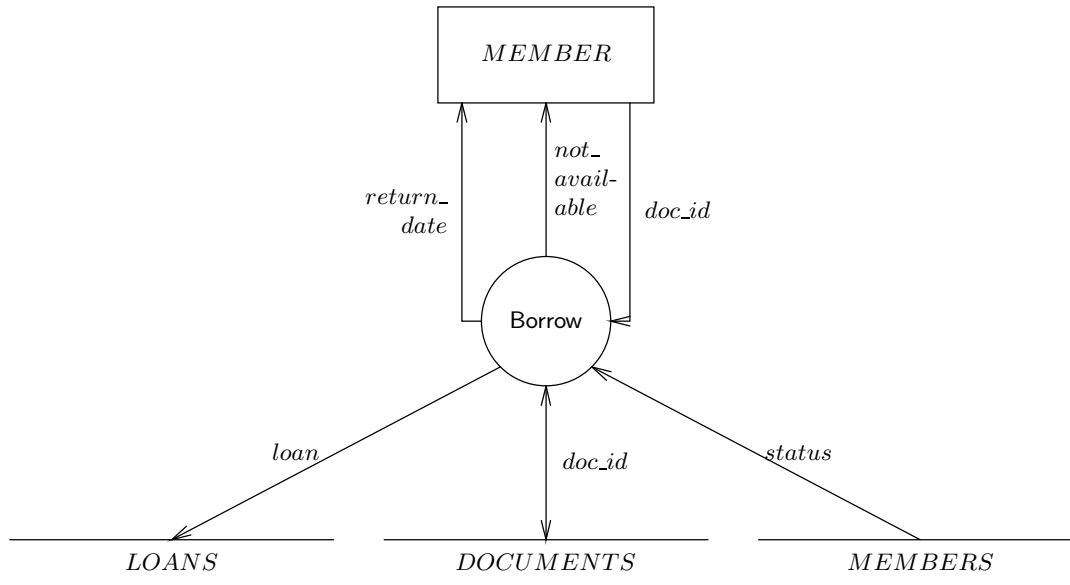 MEMBER
not_
avail-
able
return_
date
doc_id
Borrow
loan
doc_id
status
LOANS
DOCUMENTS
MEMBERS